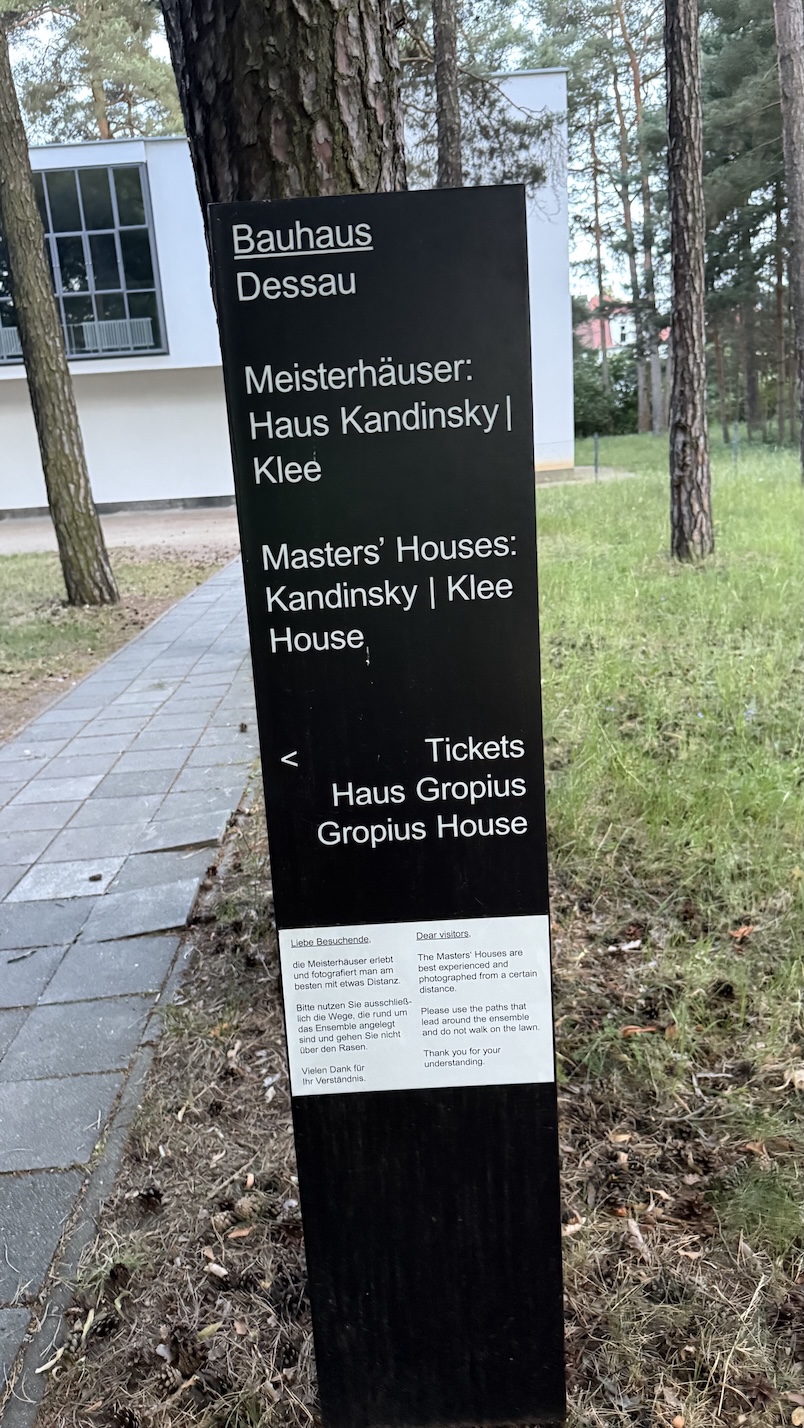 Bauhaus
Dessau
Meisterhäuser:
Haus Kandinsky|
Klee
Masters' Houses:
Kandinsky | Klee
House
< Tickets
Haus Gropius
Gropius House
Liebe Besuchende,
die Meisterhäuser erlebt
und fotografiert man am
besten mit etwas Distanz.
Bitte nutzen Sie ausschließ-
lich die Wege, die rund um
das Ensemble angelegt
sind und gehen Sie nicht
über den Rasen.
Vielen Dank für
Ihr Verständnis.
Dear visitors,
The Masters' Houses are
best experienced and
photographed from a certain
distance.
Please use the paths that
lead around the ensemble
and do not walk on the lawn.
Thank you for your
understanding.